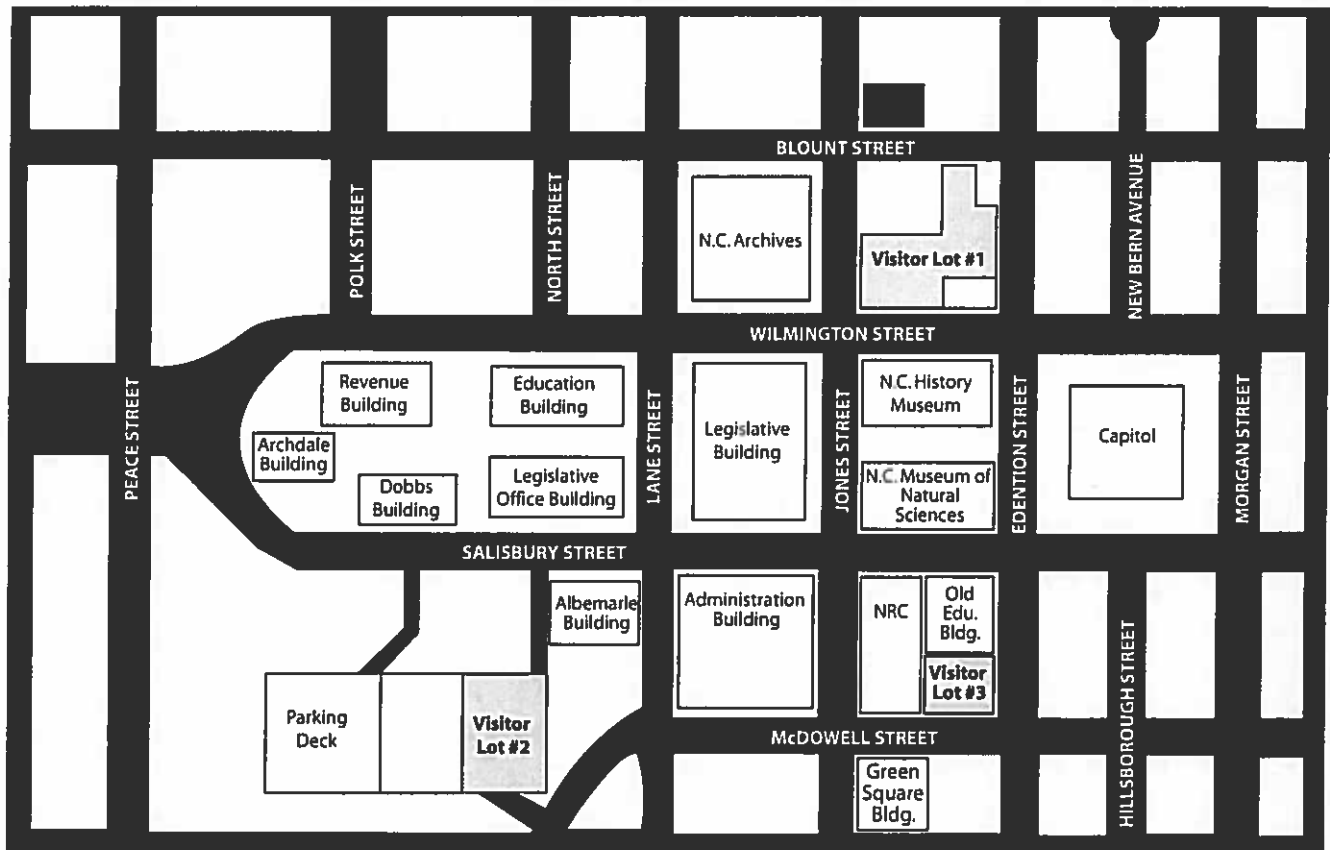 BLOUNT STREET
POLK STREET
NORTH STREET
NEW BERN AVENUE
N.C. Archives
Visitor Lot #1
WILMINGTON STREET
PEACE STREET
LANE STREET
JONES STREET
EDENTION STREET
MORGAN STREET
Revenue
Building
Education
Building
Legislative
Building
N.C. History
Museum
Capitol
Archdale
Building
Dobbs
Building
Legislative
Office Building
N.C. Museum of
Natural
Sciences
SALISBURY STREET
Albemarle
Building
Administration
Building
NRC
Old
Edu.
Bldg.
Visitor
Lot #3
HILLSBOROUGH STREET
Parking
Deck
Visitor
Lot #2
McDOWELL STREET
Green
Square
Bldg.